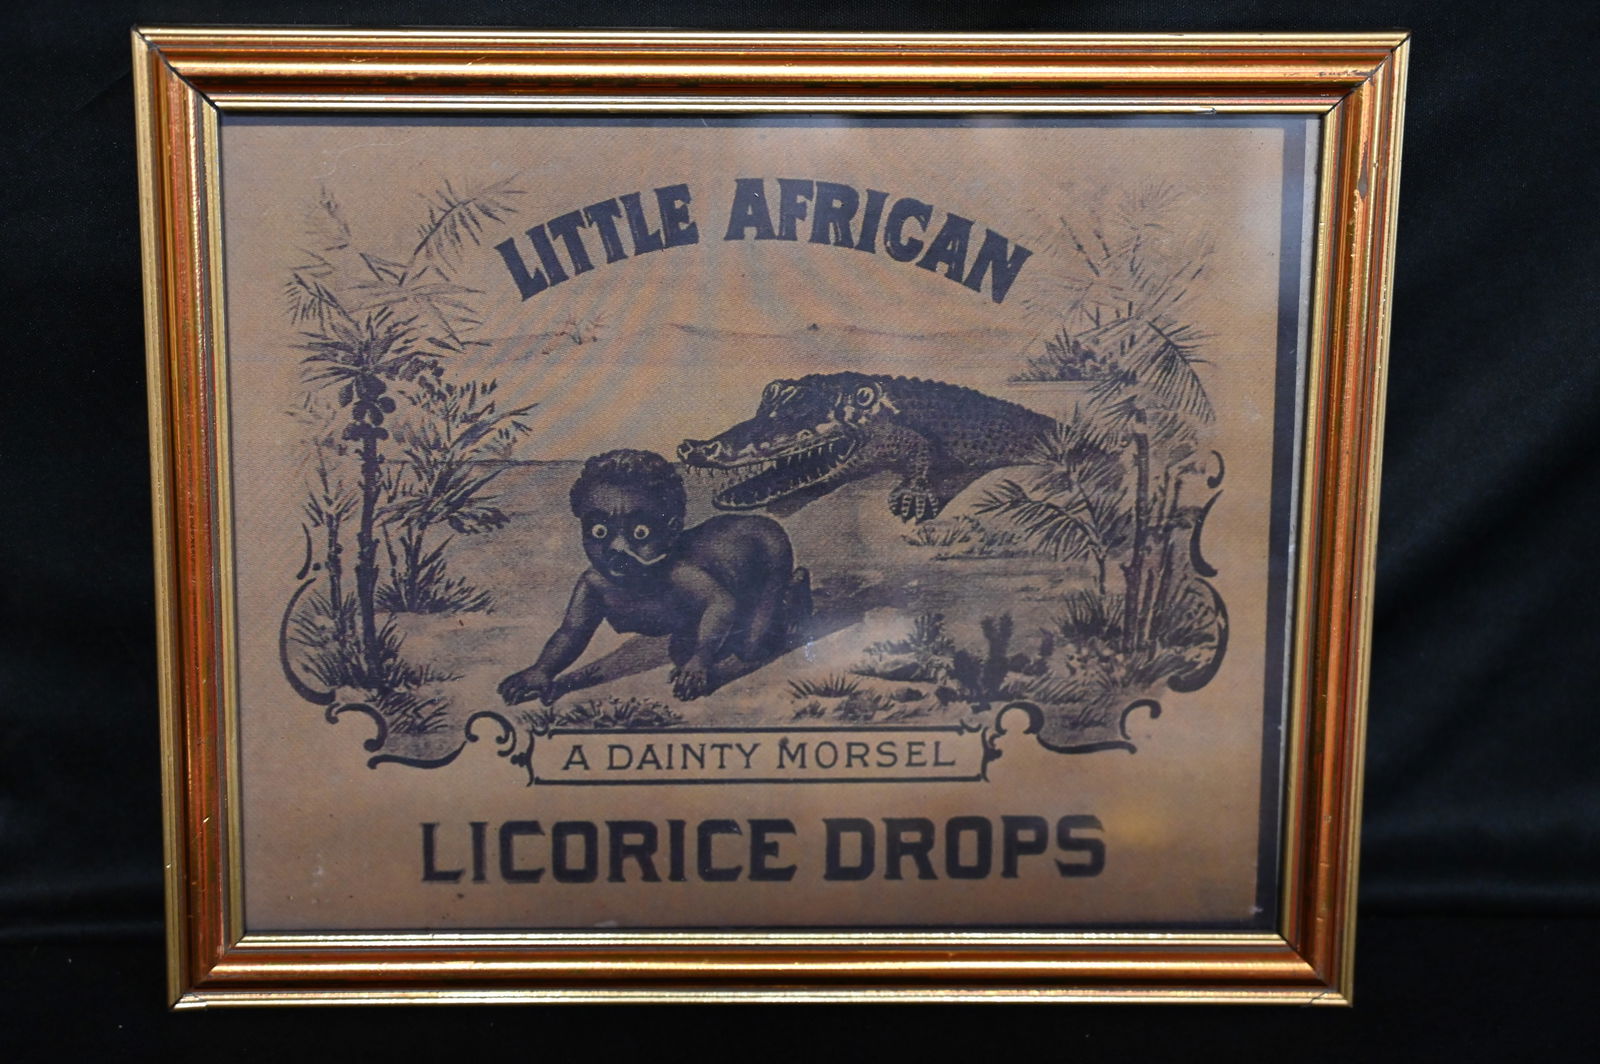 LITTLE AFRICAN
A DAINTY MORSEL
LICORICE DROPS